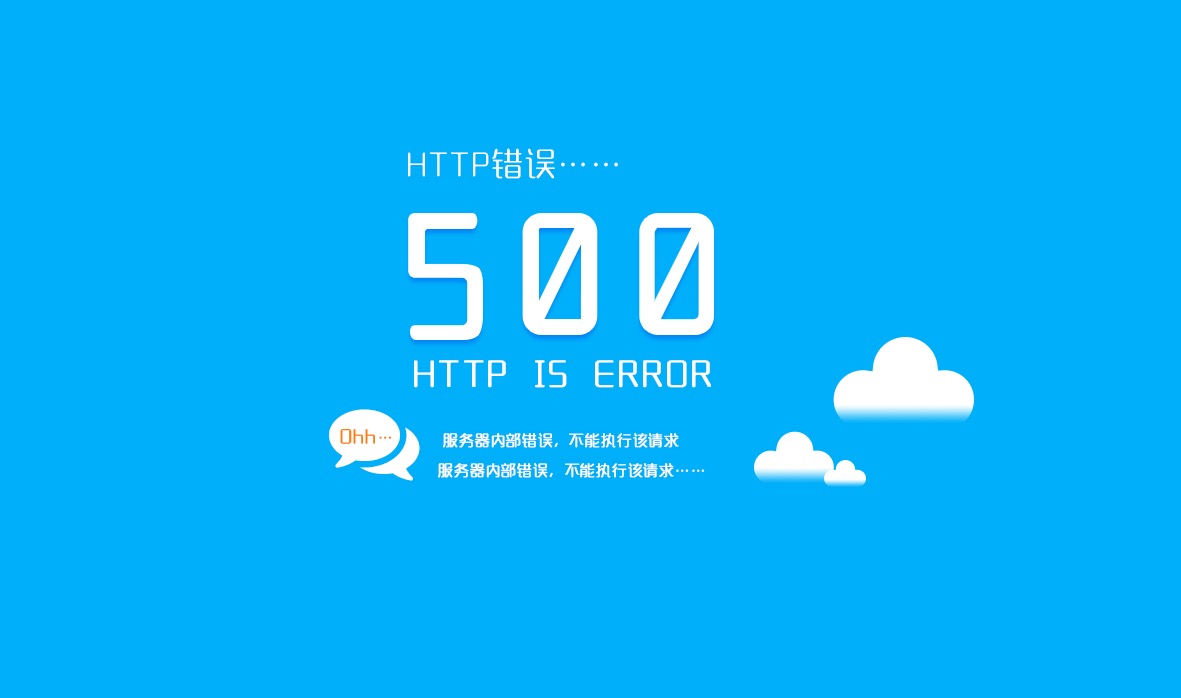 HTTP错误……
500
HTTP IS ERROR
Ohh…
服务器内部错误，不能执行该请求
服务器内部错误，不能执行该请求……